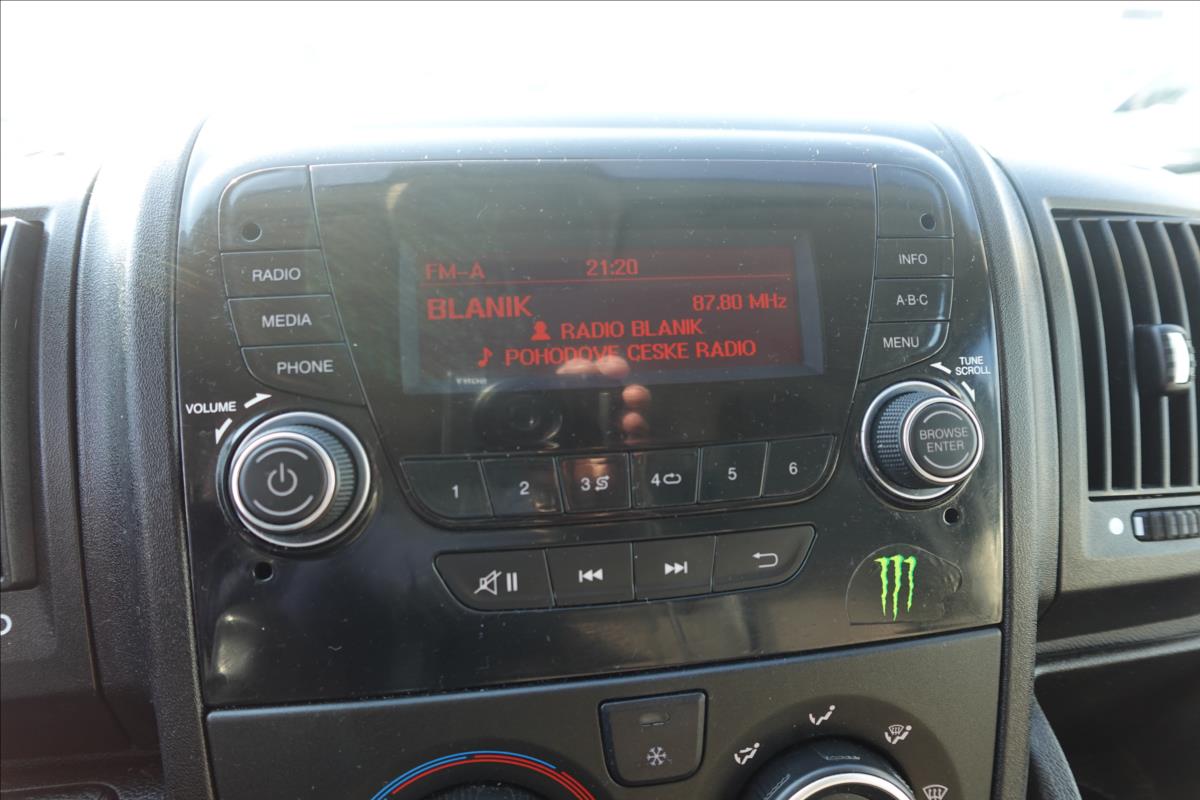 RADIO
MEDIA
PHONE
VOLUME
FM-A 21:20
BLANIK 87.80 MHz
RADIO BLANIK
POHODOVE CESKE RADIO
INFO
A·B·C
MENU
TUNE
SCROLL
BROWSE
ENTER
1 2 3 4 5 6